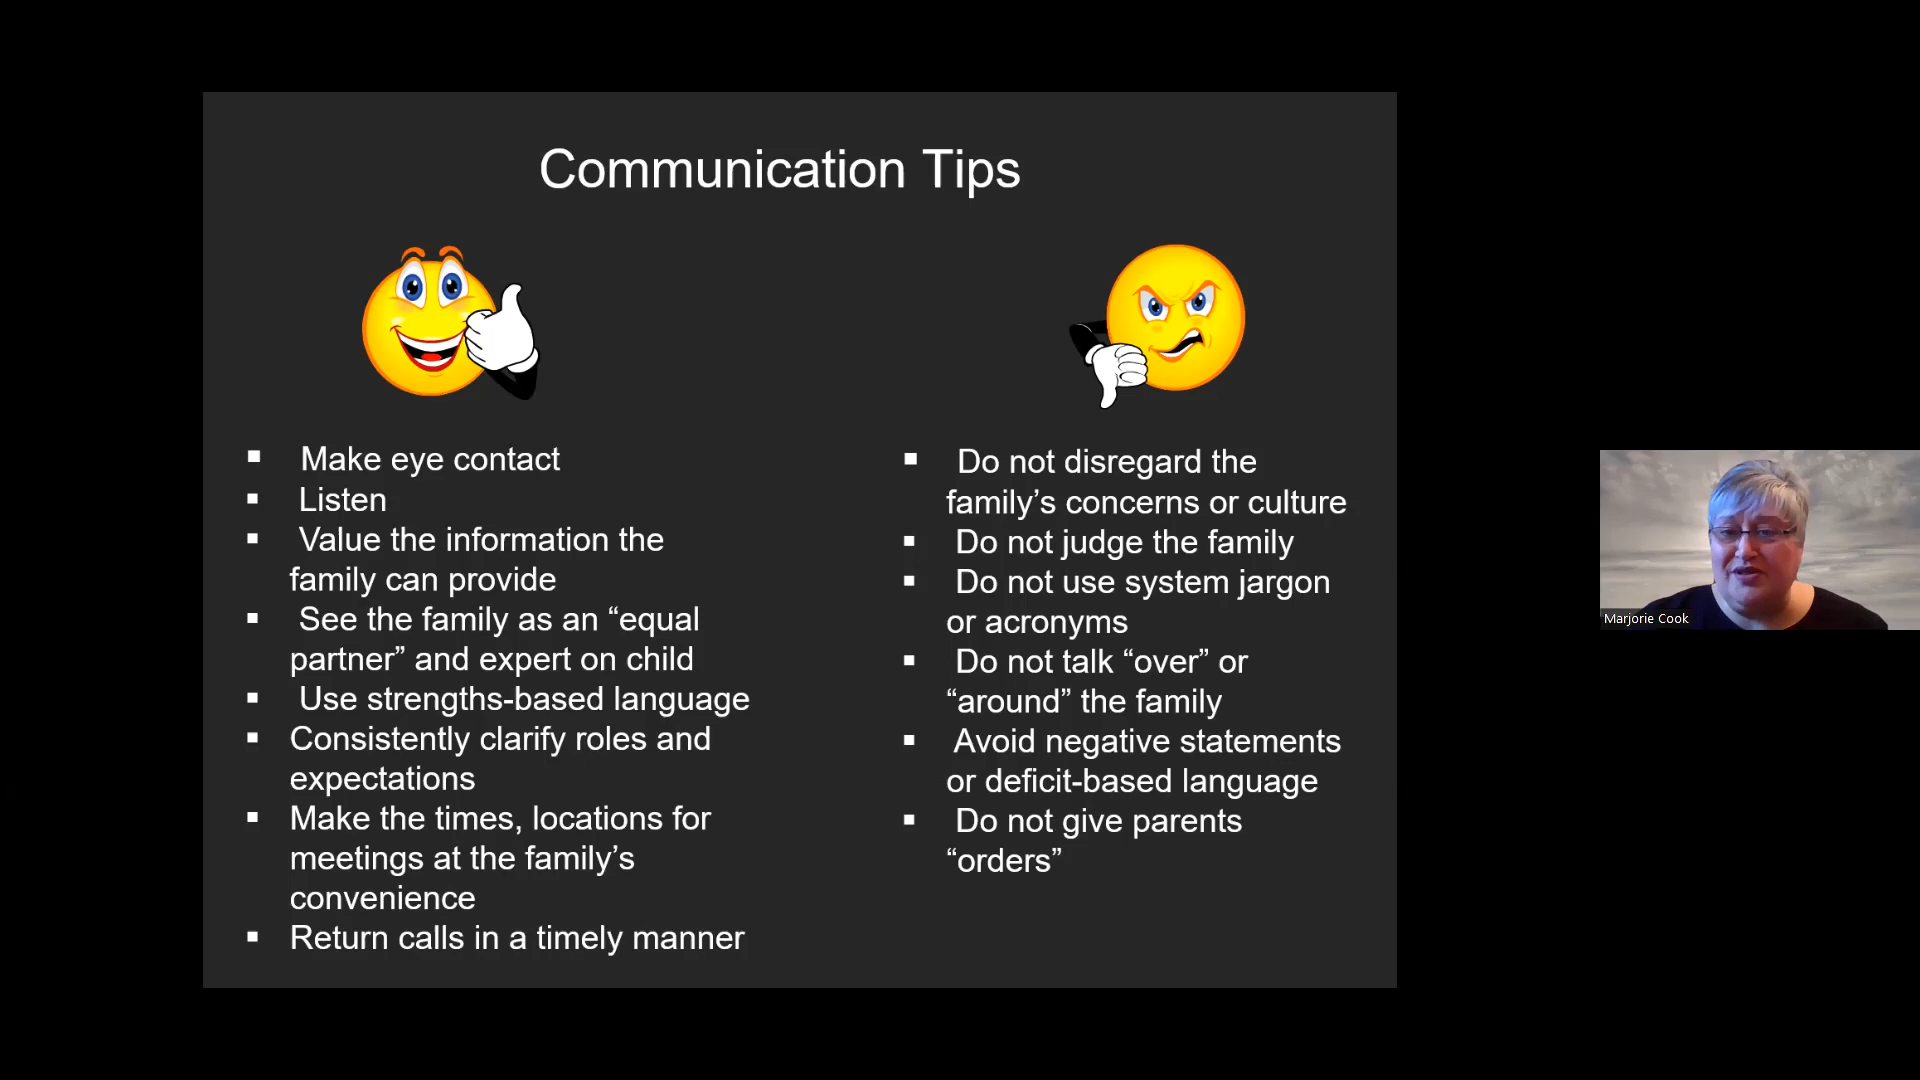 Communication Tips
▪ Make eye contact
▪ Listen
▪ Value the information the
family can provide
▪ See the family as an “equal
partner” and expert on child
▪ Use strengths-based language
▪ Consistently clarify roles and
expectations
▪ Make the times, locations for
meetings at the family’s
convenience
▪ Return calls in a timely manner
▪ Do not disregard the
family’s concerns or culture
▪ Do not judge the family
▪ Do not use system jargon
or acronyms
▪ Do not talk “over” or
“around” the family
▪ Avoid negative statements
or deficit-based language
▪ Do not give parents
“orders”
Marjorie Cook